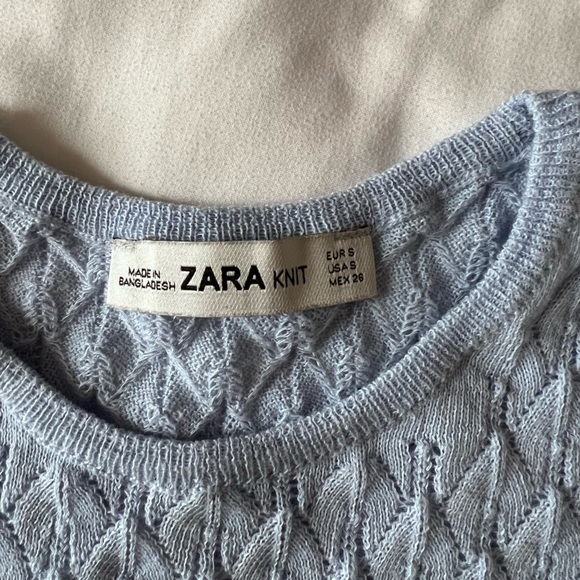 MADE IN
BANGLADESH
ZARA KNIT
EUR S
USA S
MEX 26